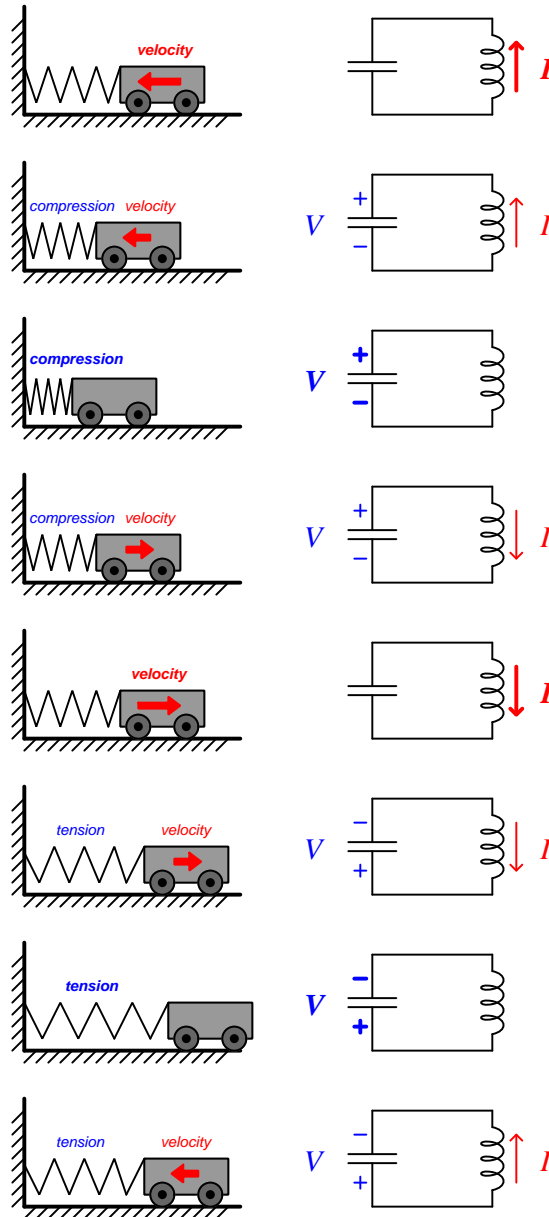 velocity
I
compression velocity
+
V
−
I
compression
+
V
−
compression velocity
+
V
−
I
velocity
I
tension velocity
−
V
+
I
tension
−
V
+
tension velocity
−
V
+
I